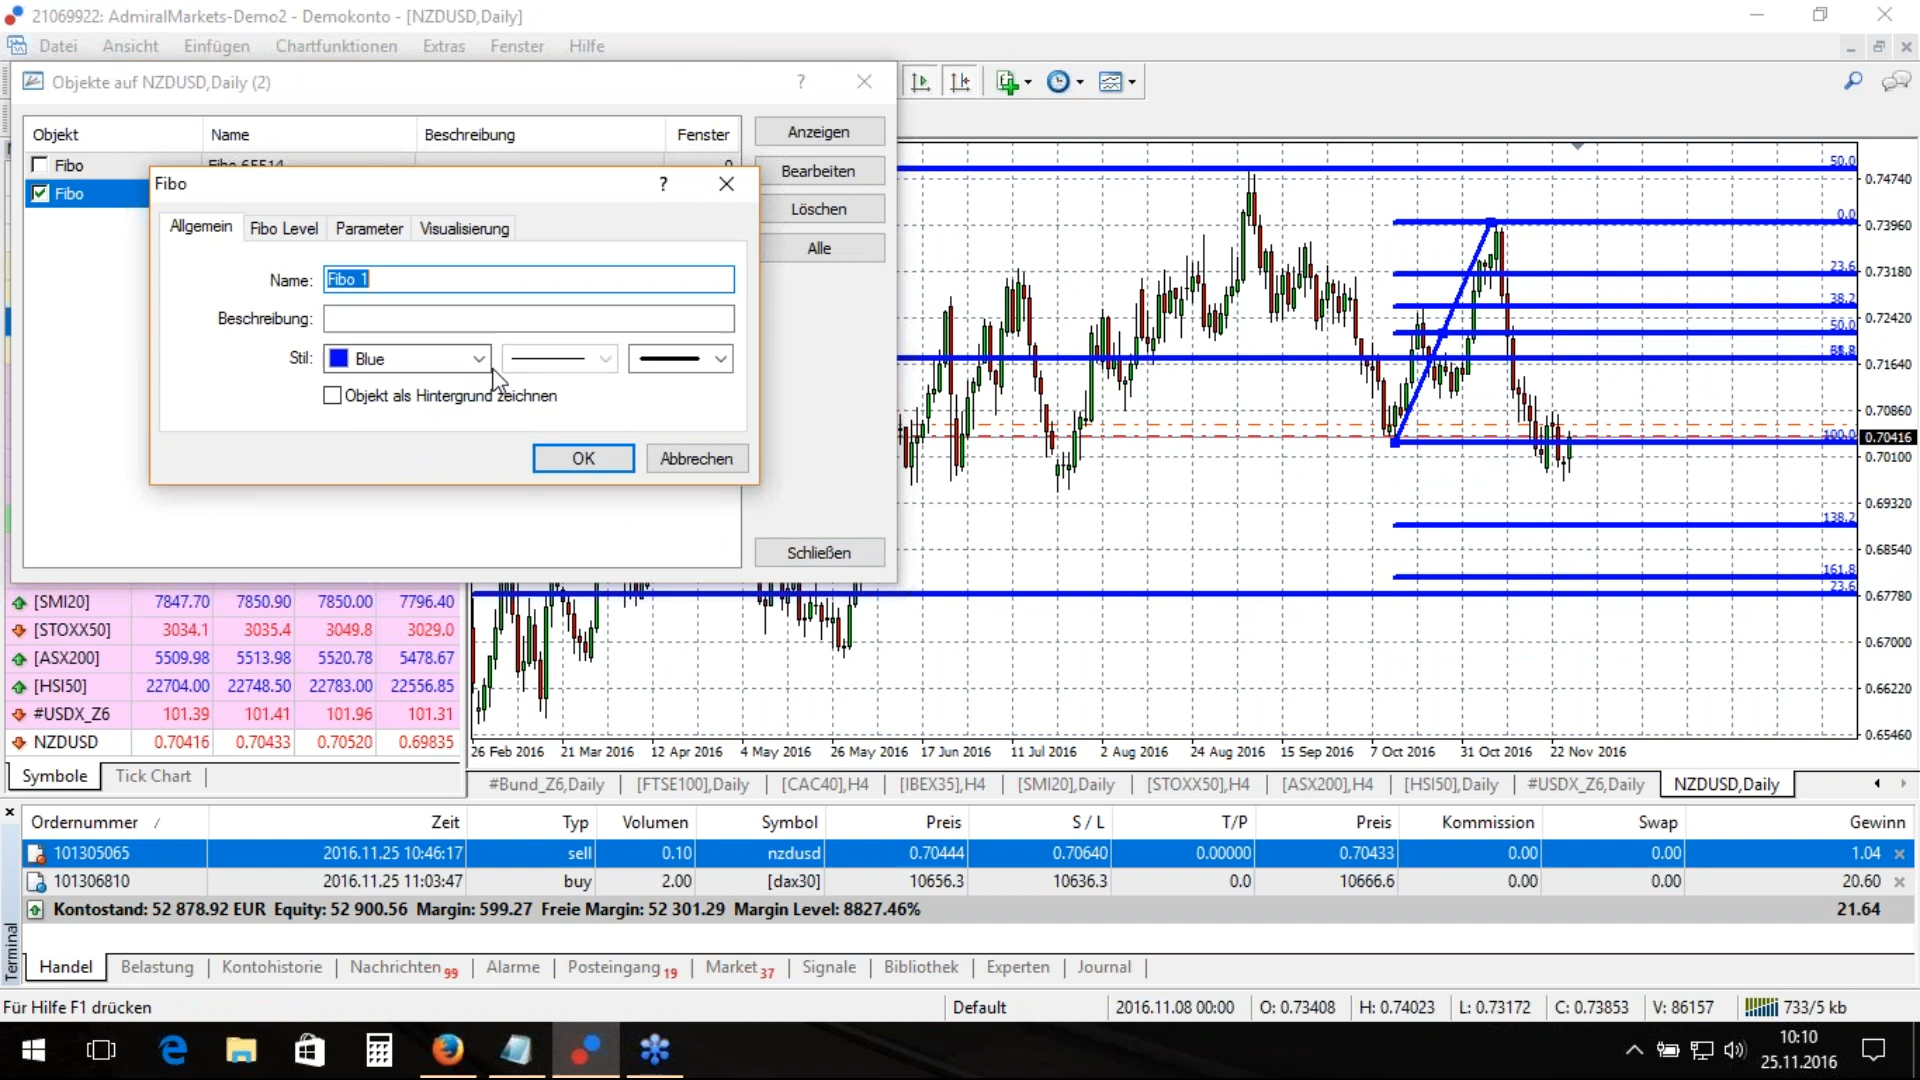 21069922: AdmiralMarkets-Demo2 - Demokonto - [NZDUSD,Daily]
Datei Ansicht Einfügen Chartfunktionen Extras Fenster Hilfe
Objekte auf NZDUSD,Daily (2)
?
Objekt Name Beschreibung Fenster
Fibo Fibo 65514 0
Fibo
Anzeigen
Bearbeiten
Löschen
Alle
Schließen
Fibo ?
Allgemein Fibo Level Parameter Visualisierung
Name: Fibo 1
Beschreibung:
Stil: Blue
Objekt als Hintergrund zeichnen
OK Abbrechen
50.0
0.74740
0.0
0.73960
23.6
0.73180
38.2
0.72420
50.0
0.71640
0.70860
100.0
0.70416
0.70100
0.69320
138.2
0.68540
161.8
23.6
0.67780
0.67000
0.66220
0.65460
26 Feb 2016 21 Mar 2016 12 Apr 2016 4 May 2016 26 May 2016 17 Jun 2016 11 Jul 2016 2 Aug 2016 24 Aug 2016 15 Sep 2016 7 Oct 2016 31 Oct 2016 22 Nov 2016
[SMI20] 7847.70 7850.90 7850.00 7796.40
[STOXX50] 3034.1 3035.4 3049.8 3029.0
[ASX200] 5509.98 5513.98 5520.78 5478.67
[HSI50] 22704.00 22748.50 22783.00 22556.85
#USDX_Z6 101.39 101.41 101.96 101.31
NZDUSD 0.70416 0.70433 0.70520 0.69835
Symbole Tick Chart
#Bund_Z6,Daily [FTSE100],Daily [CAC40],H4 [IBEX35],H4 [SMI20],Daily [STOXX50],H4 [ASX200],H4 [HSI50],Daily #USDX_Z6,Daily NZDUSD,Daily
Ordernummer / Zeit Typ Volumen Symbol Preis S / L T/P Preis Kommission Swap Gewinn
101305065 2016.11.25 10:46:17 sell 0.10 nzdusd 0.70444 0.70640 0.00000 0.70433 0.00 0.00 1.04
101306810 2016.11.25 11:03:47 buy 2.00 [dax30] 10656.3 10636.3 0.0 10666.6 0.00 0.00 20.60
Kontostand: 52 878.92 EUR Equity: 52 900.56 Margin: 599.27 Freie Margin: 52 301.29 Margin Level: 8827.46% 21.64
Terminal
Handel Belastung Kontohistorie Nachrichten 99 Alarme Posteingang 19 Market 37 Signale Bibliothek Experten Journal
Für Hilfe F1 drücken Default 2016.11.08 00:00 O: 0.73408 H: 0.74023 L: 0.73172 C: 0.73853 V: 86157 733/5 kb
10:10
25.11.2016